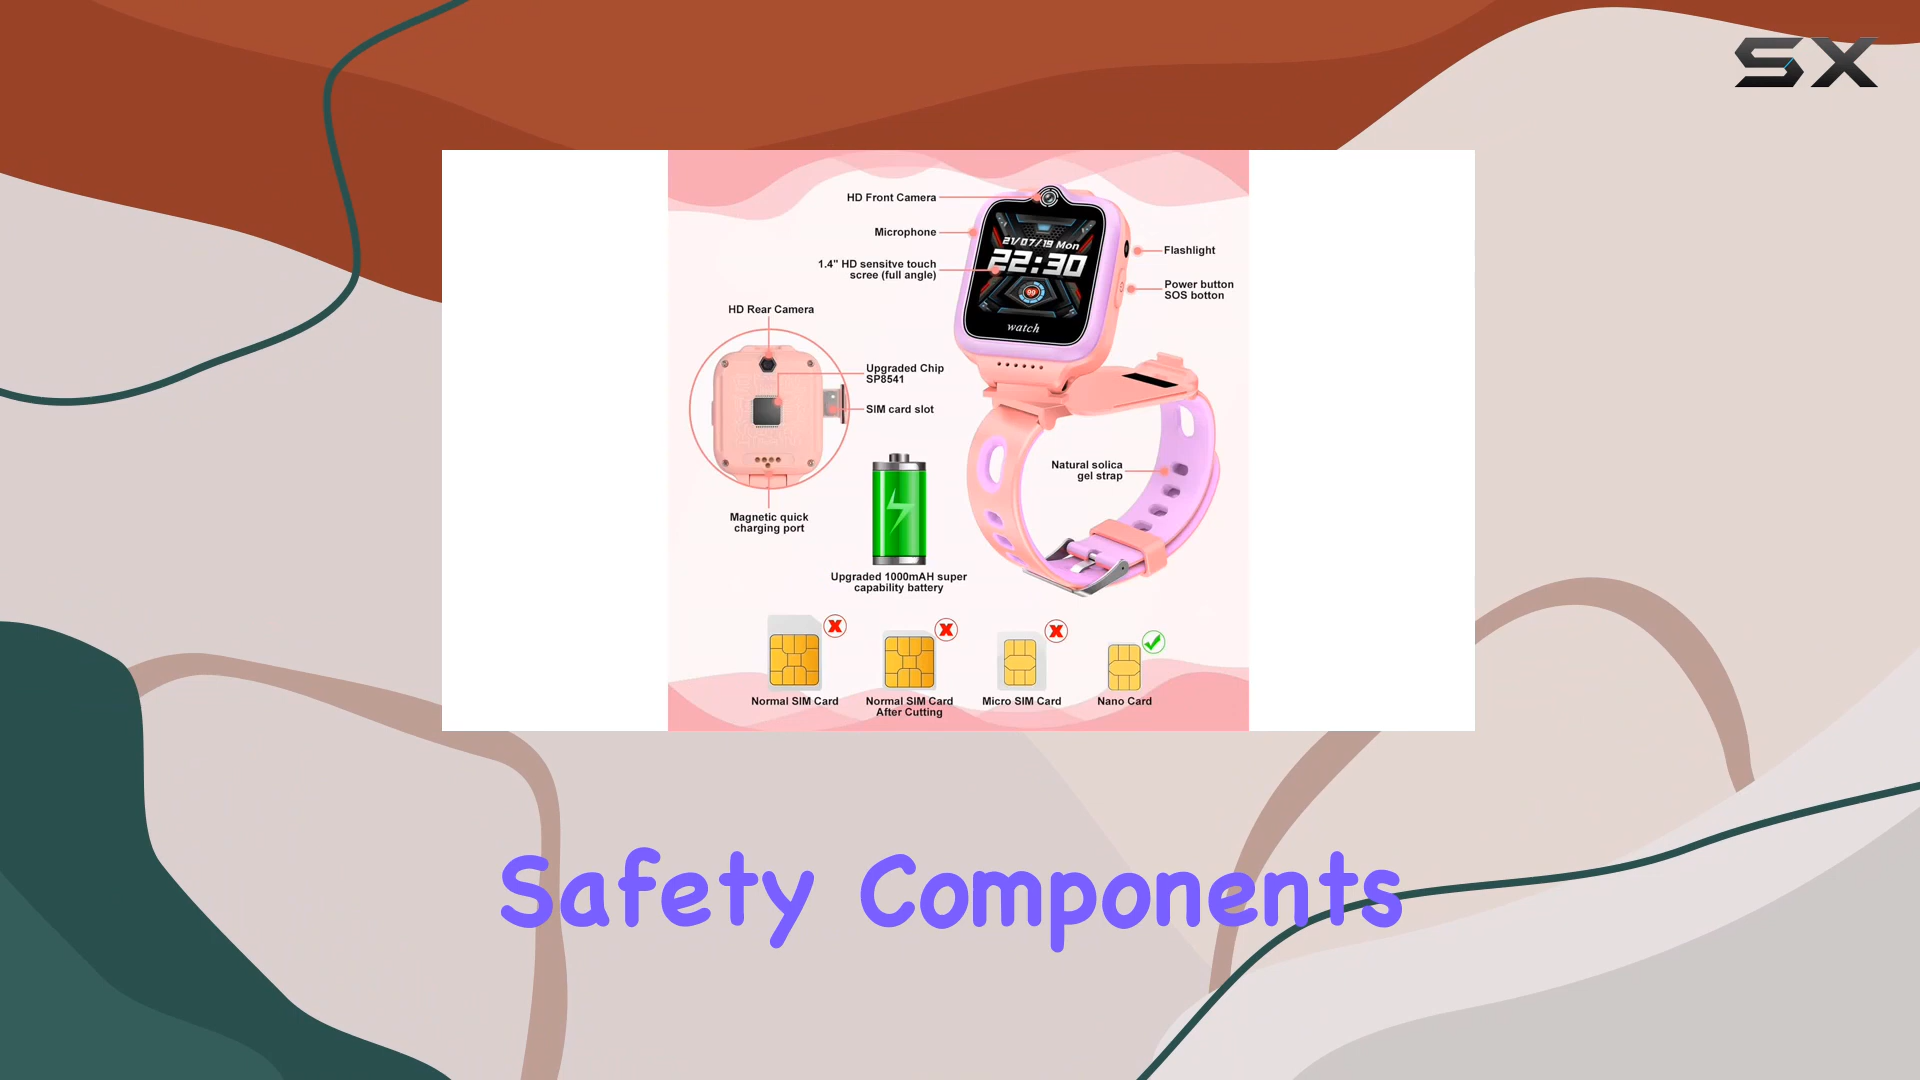 SX
HD Front Camera
Microphone
1.4" HD sensitve touch
scree (full angle)
21/07/19 Mon
22:30
99
watch
Flashlight
Power button
SOS botton
HD Rear Camera
Upgraded Chip
SP8541
SIM card slot
Natural solica
gel strap
Magnetic quick
charging port
Upgraded 1000mAH super
capability battery
Normal SIM Card
Normal SIM Card
After Cutting
Micro SIM Card
Nano Card
Safety Components